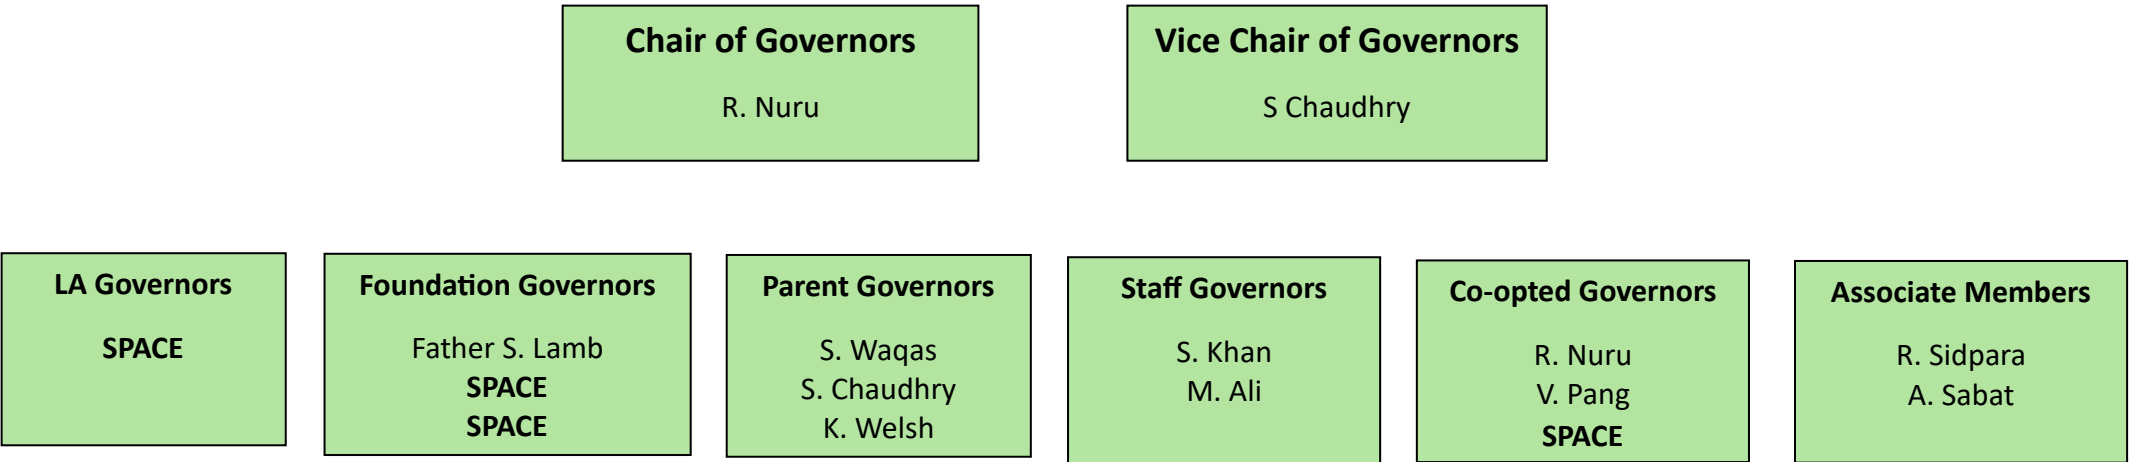 Chair of Governors
R. Nuru
Vice Chair of Governors
S Chaudhry
LA Governors
SPACE
Foundation Governors
Father S. Lamb
SPACE
SPACE
Parent Governors
S. Waqas
S. Chaudhry
K. Welsh
Staff Governors
S. Khan
M. Ali
Co-opted Governors
R. Nuru
V. Pang
SPACE
Associate Members
R. Sidpara
A. Sabat